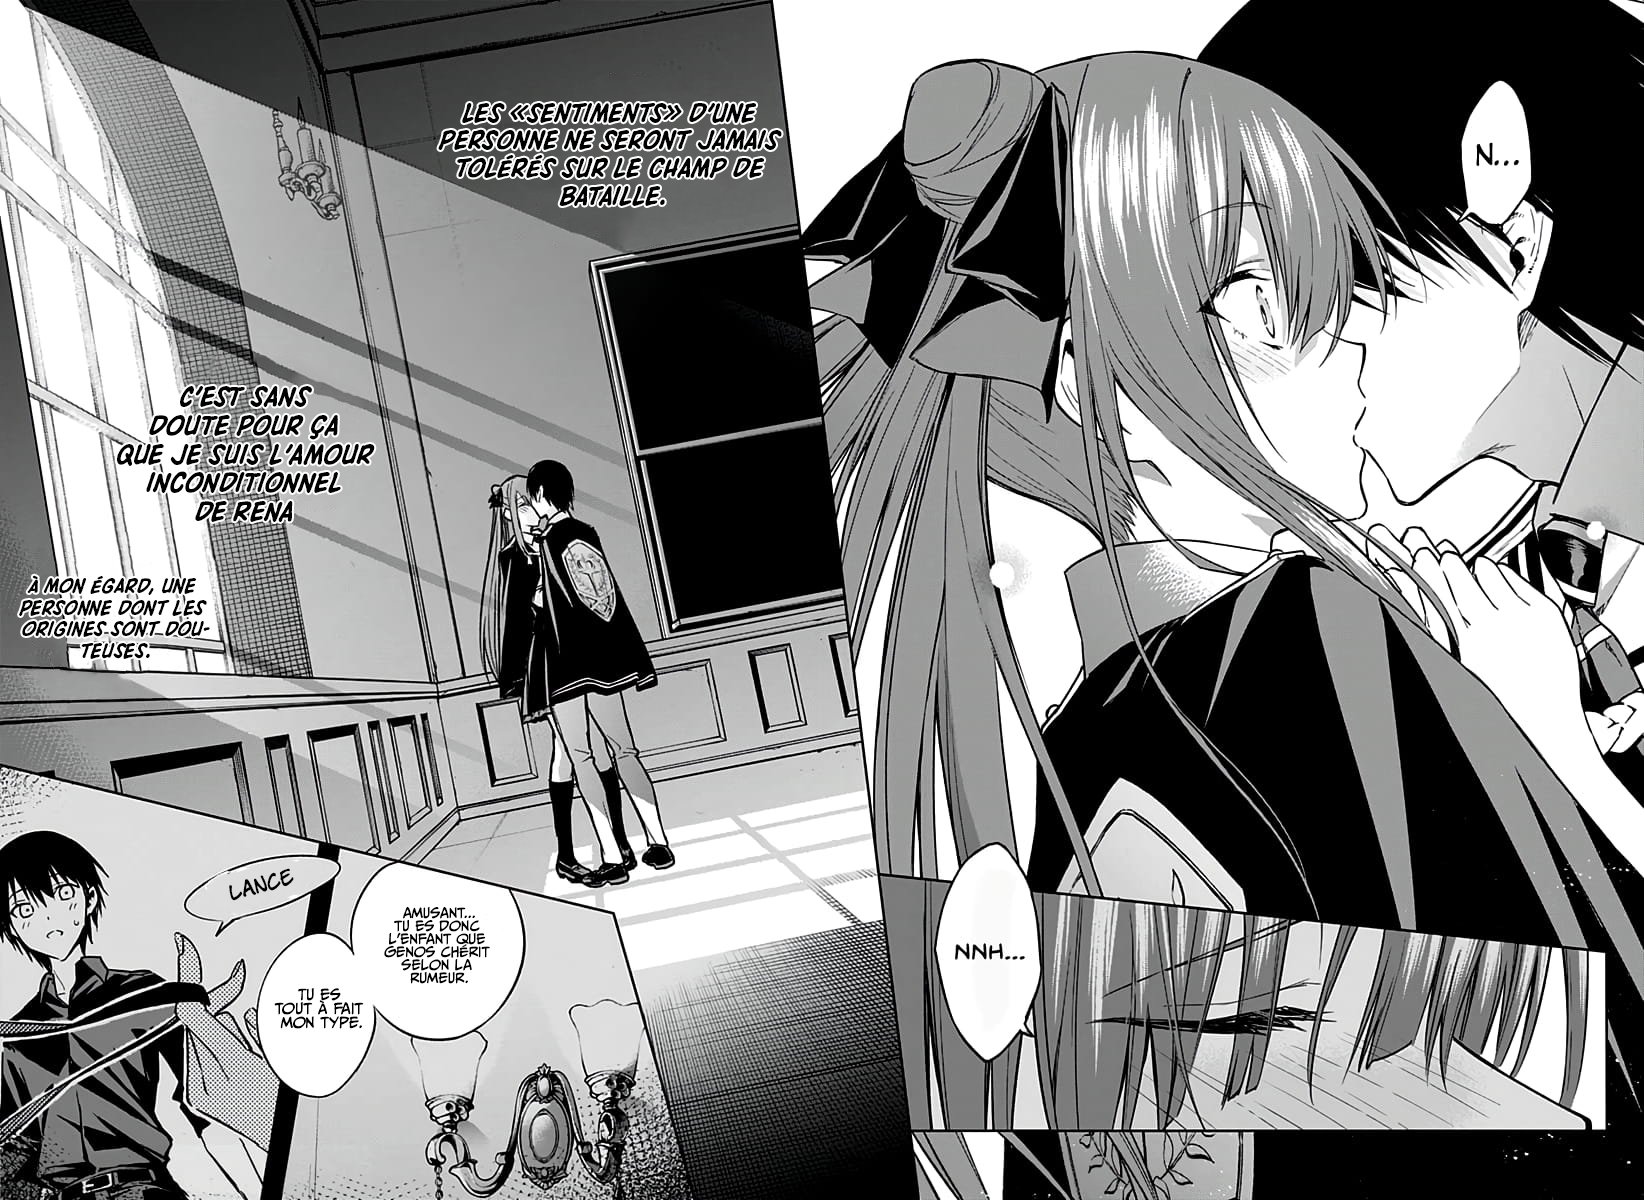 N...
NNH...
LES «SENTIMENTS» D'UNE
PERSONNE NE SERONT JAMAIS
TOLÉRÉS SUR LE CHAMP DE
BATAILLE.
C'EST SANS
DOUTE POUR ÇA
QUE JE SUIS L'AMOUR
INCONDITIONNEL
DE RENA
À MON ÉGARD, UNE
PERSONNE DONT LES
ORIGINES SONT DOU-
TEUSES.
AMUSANT...
TU ES DONC
L'ENFANT QUE
GENOS CHÉRIT
SELON LA
RUMEUR.
TU ES
TOUT À FAIT
MON TYPE.
LANCE